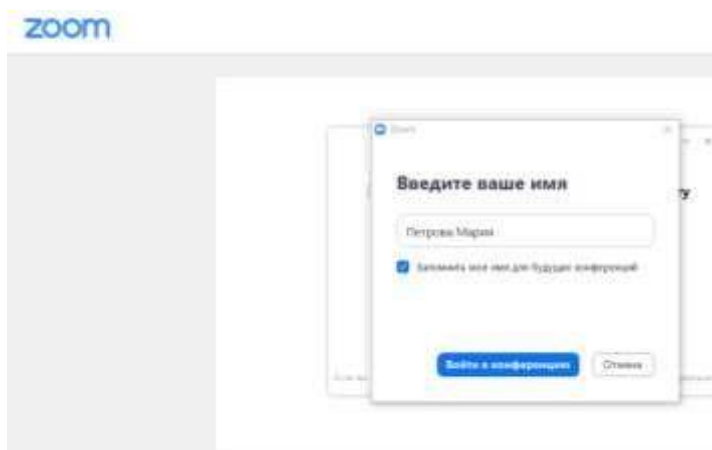 zoom
Zoom
Введите ваше имя
у
Петрова Мария
Запомнить мое имя для будущих конференций
Войти в конференцию
Отмена